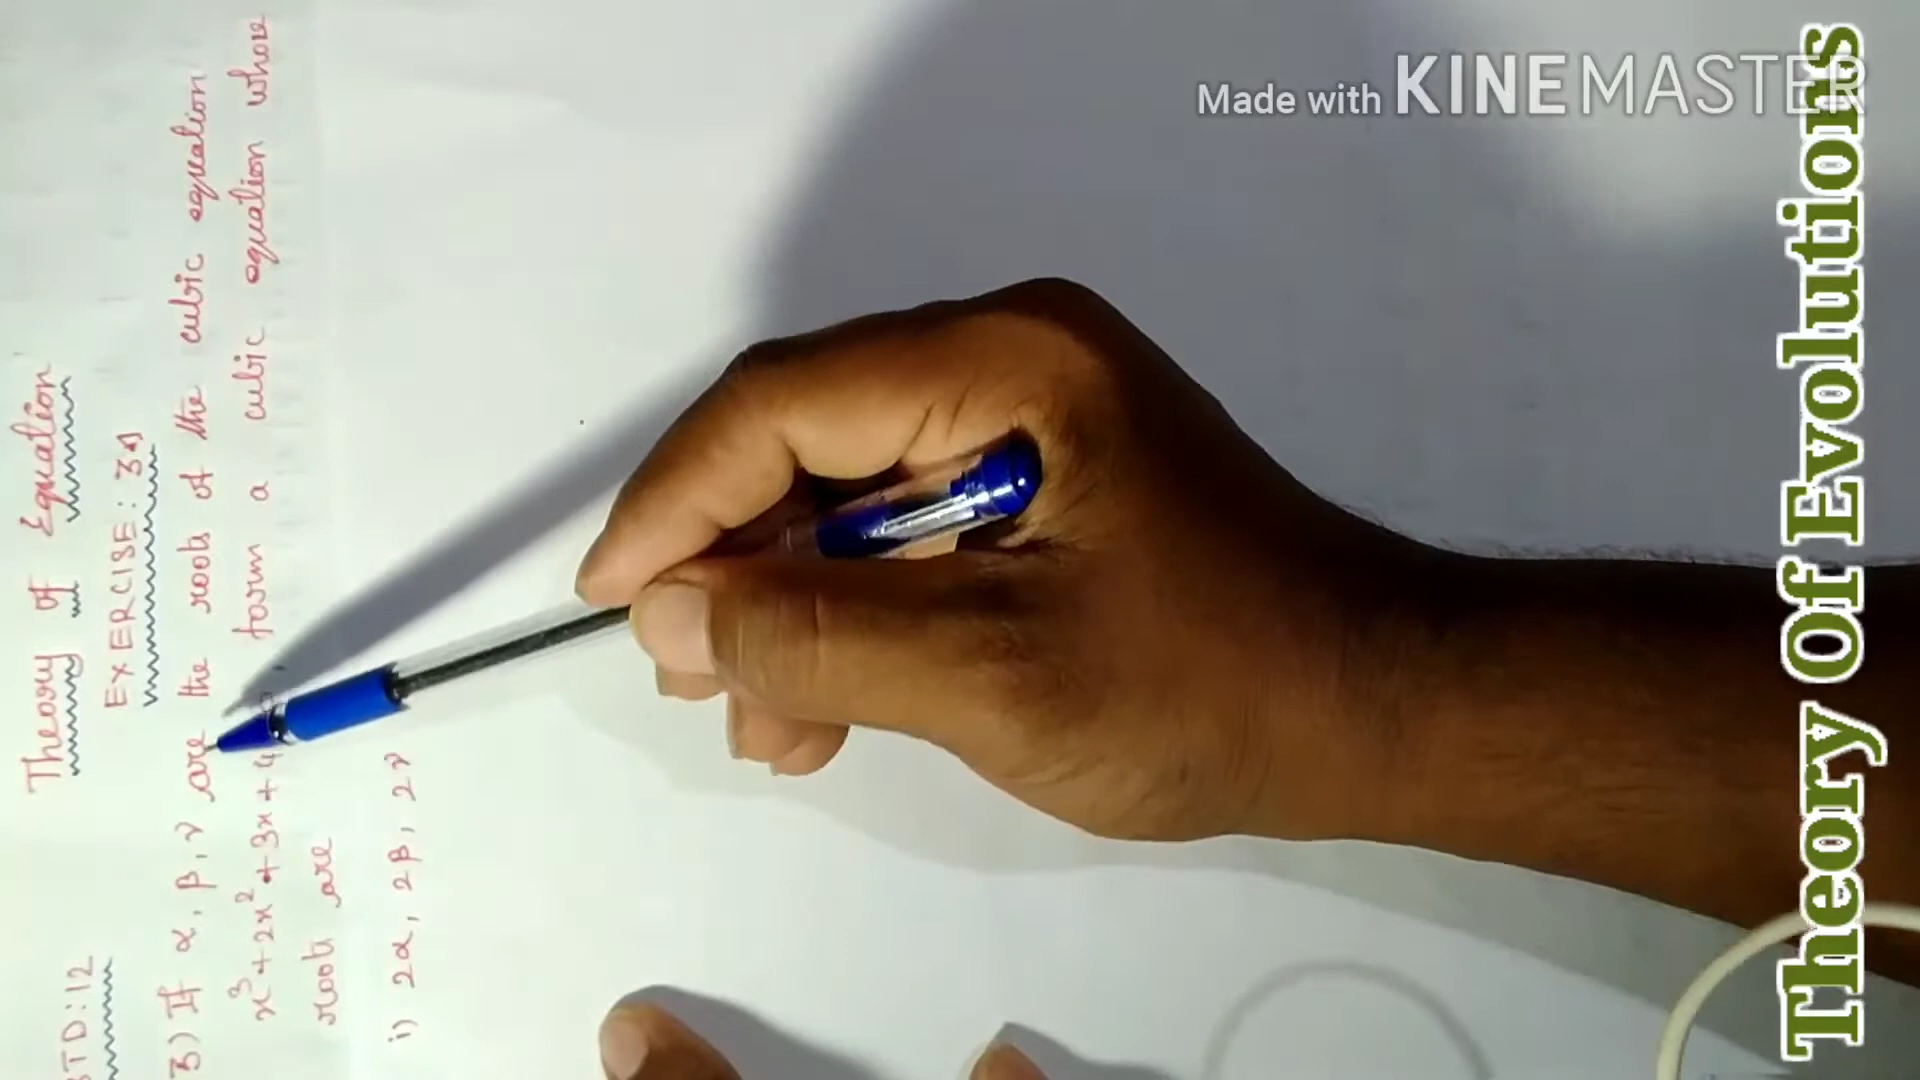 STD:12
Theory of Equation
EXERCISE: 3.1
3) If α, β, γ are the roots of the cubic equation
x³+2x²+3x+4 form a cubic equation whose
roots are
i) 2α, 2β, 2γ
Made with KINEMASTER
Theory Of Evolutions